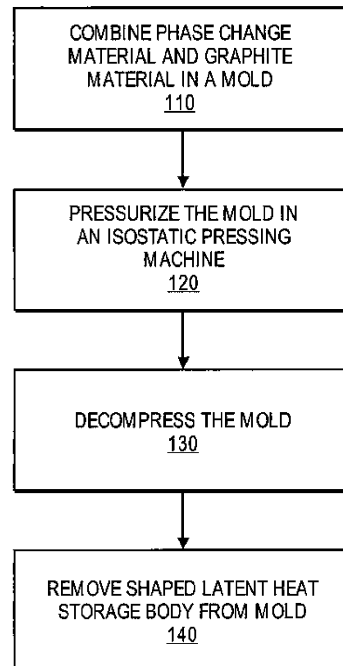 COMBINE PHASE CHANGE
MATERIAL AND GRAPHITE
MATERIAL IN A MOLD
110
PRESSURIZE THE MOLD IN
AN ISOSTATIC PRESSING
MACHINE
120
DECOMPRESS THE MOLD
130
REMOVE SHAPED LATENT HEAT
STORAGE BODY FROM MOLD
140